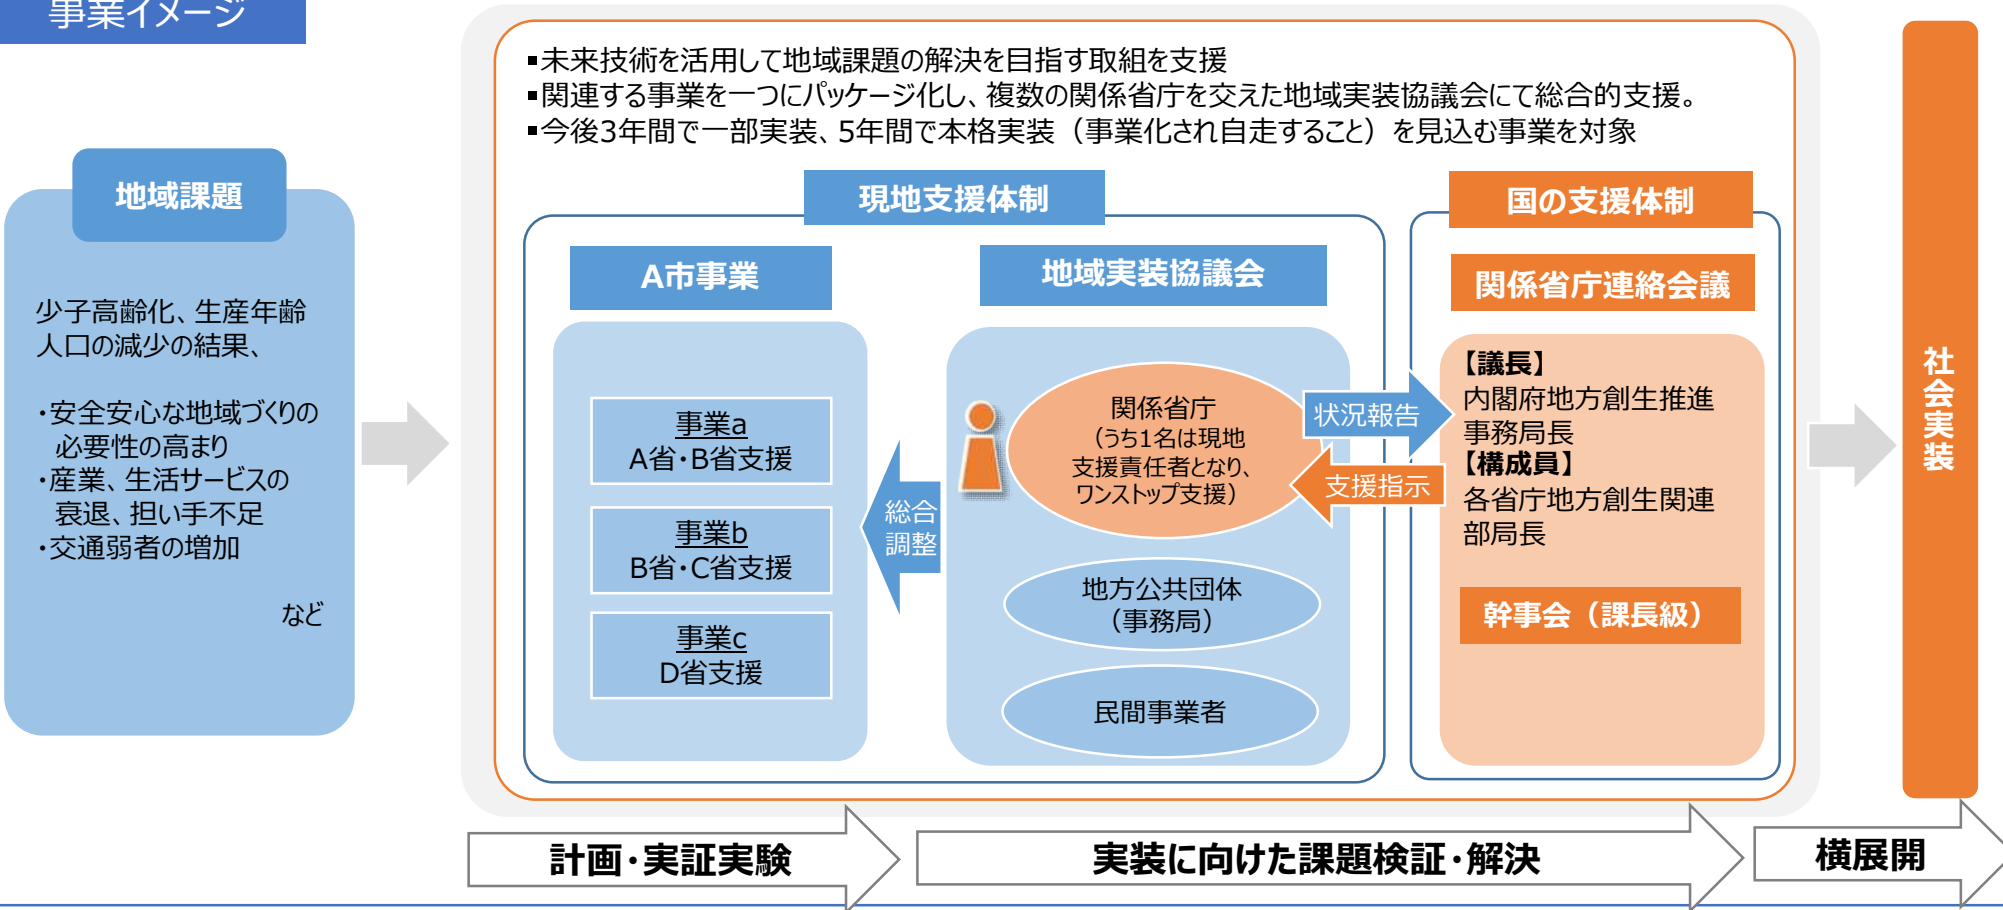 事業イメージ
▪未来技術を活用して地域課題の解決を目指す取組を支援
▪関連する事業を一つにパッケージ化し、複数の関係省庁を交えた地域実装協議会にて総合的支援。
▪今後3年間で一部実装、5年間で本格実装（事業化され自走すること）を見込む事業を対象
地域課題
少子高齢化、生産年齢
人口の減少の結果、
・安全安心な地域づくりの
必要性の高まり
・産業、生活サービスの
衰退、担い手不足
・交通弱者の増加
など
現地支援体制
A市事業
事業a
A省・B省支援
事業b
B省・C省支援
事業c
D省支援
総合
調整
地域実装協議会
関係省庁
（うち1名は現地
支援責任者となり、
ワンストップ支援）
地方公共団体
（事務局）
民間事業者
状況報告
支援指示
国の支援体制
関係省庁連絡会議
【議長】
内閣府地方創生推進
事務局長
【構成員】
各省庁地方創生関連
部局長
幹事会（課長級）
社会実装
計画・実証実験
実装に向けた課題検証・解決
横展開